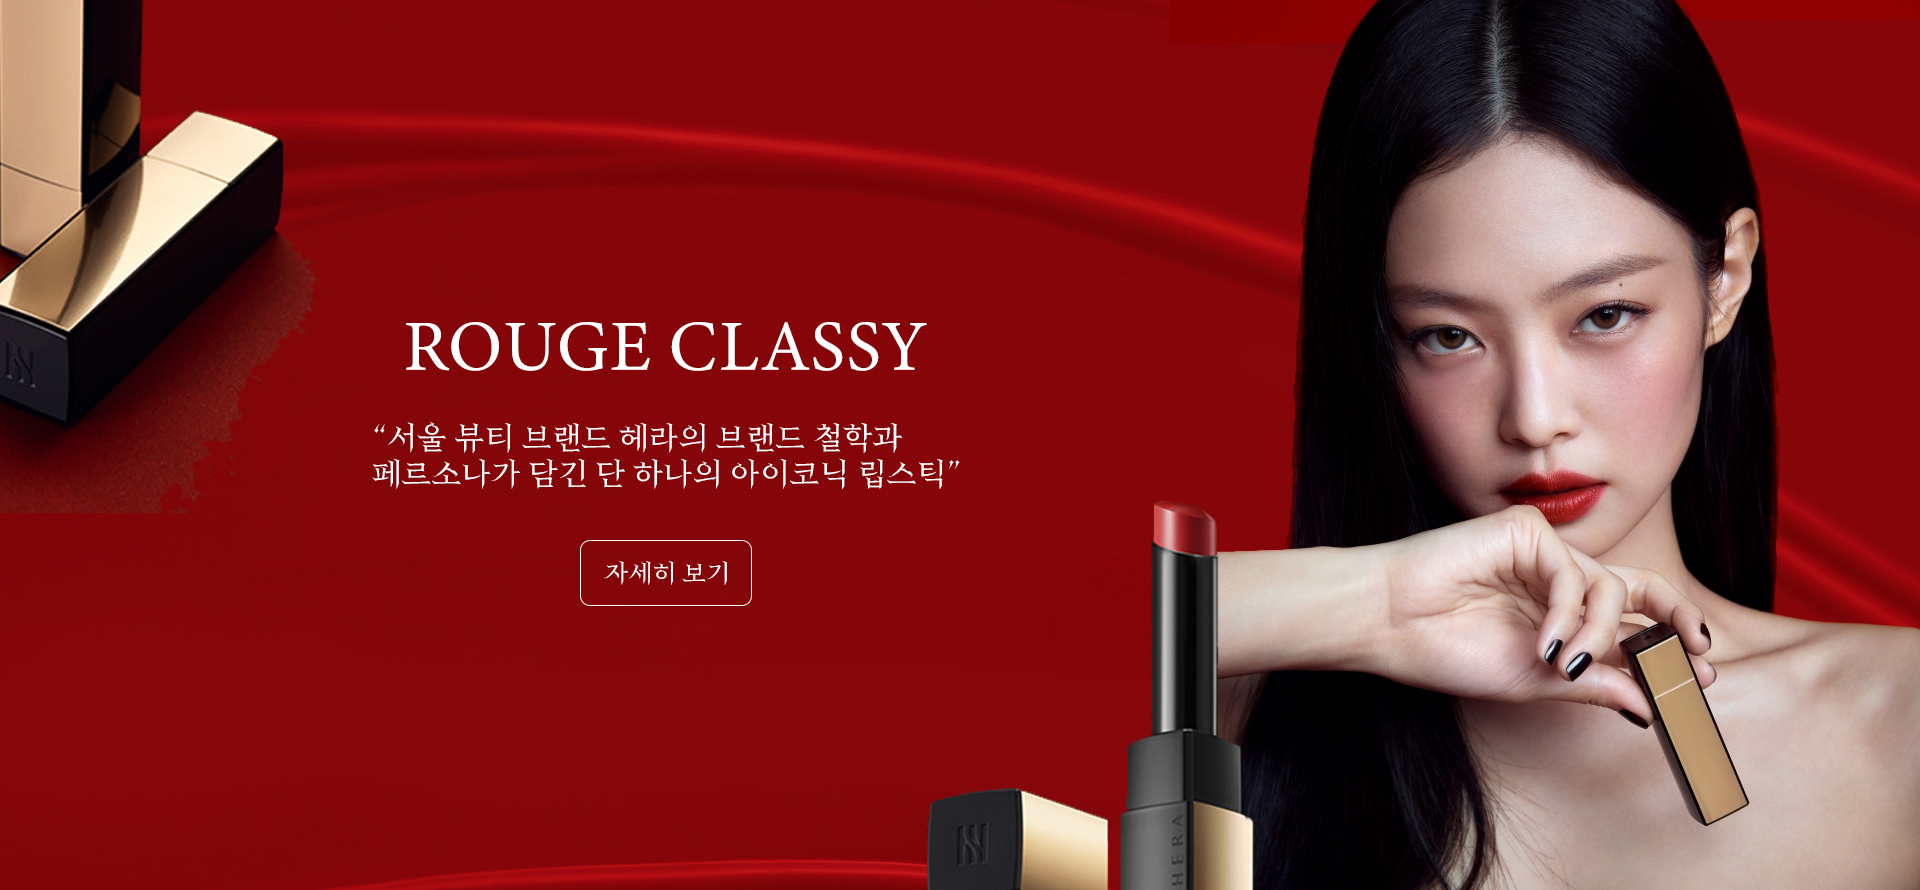 ROUGE CLASSY
“서울 뷰티 브랜드 헤라의 브랜드 철학과
페르소나가 담긴 단 하나의 아이코닉 립스틱”
자세히 보기
HERA